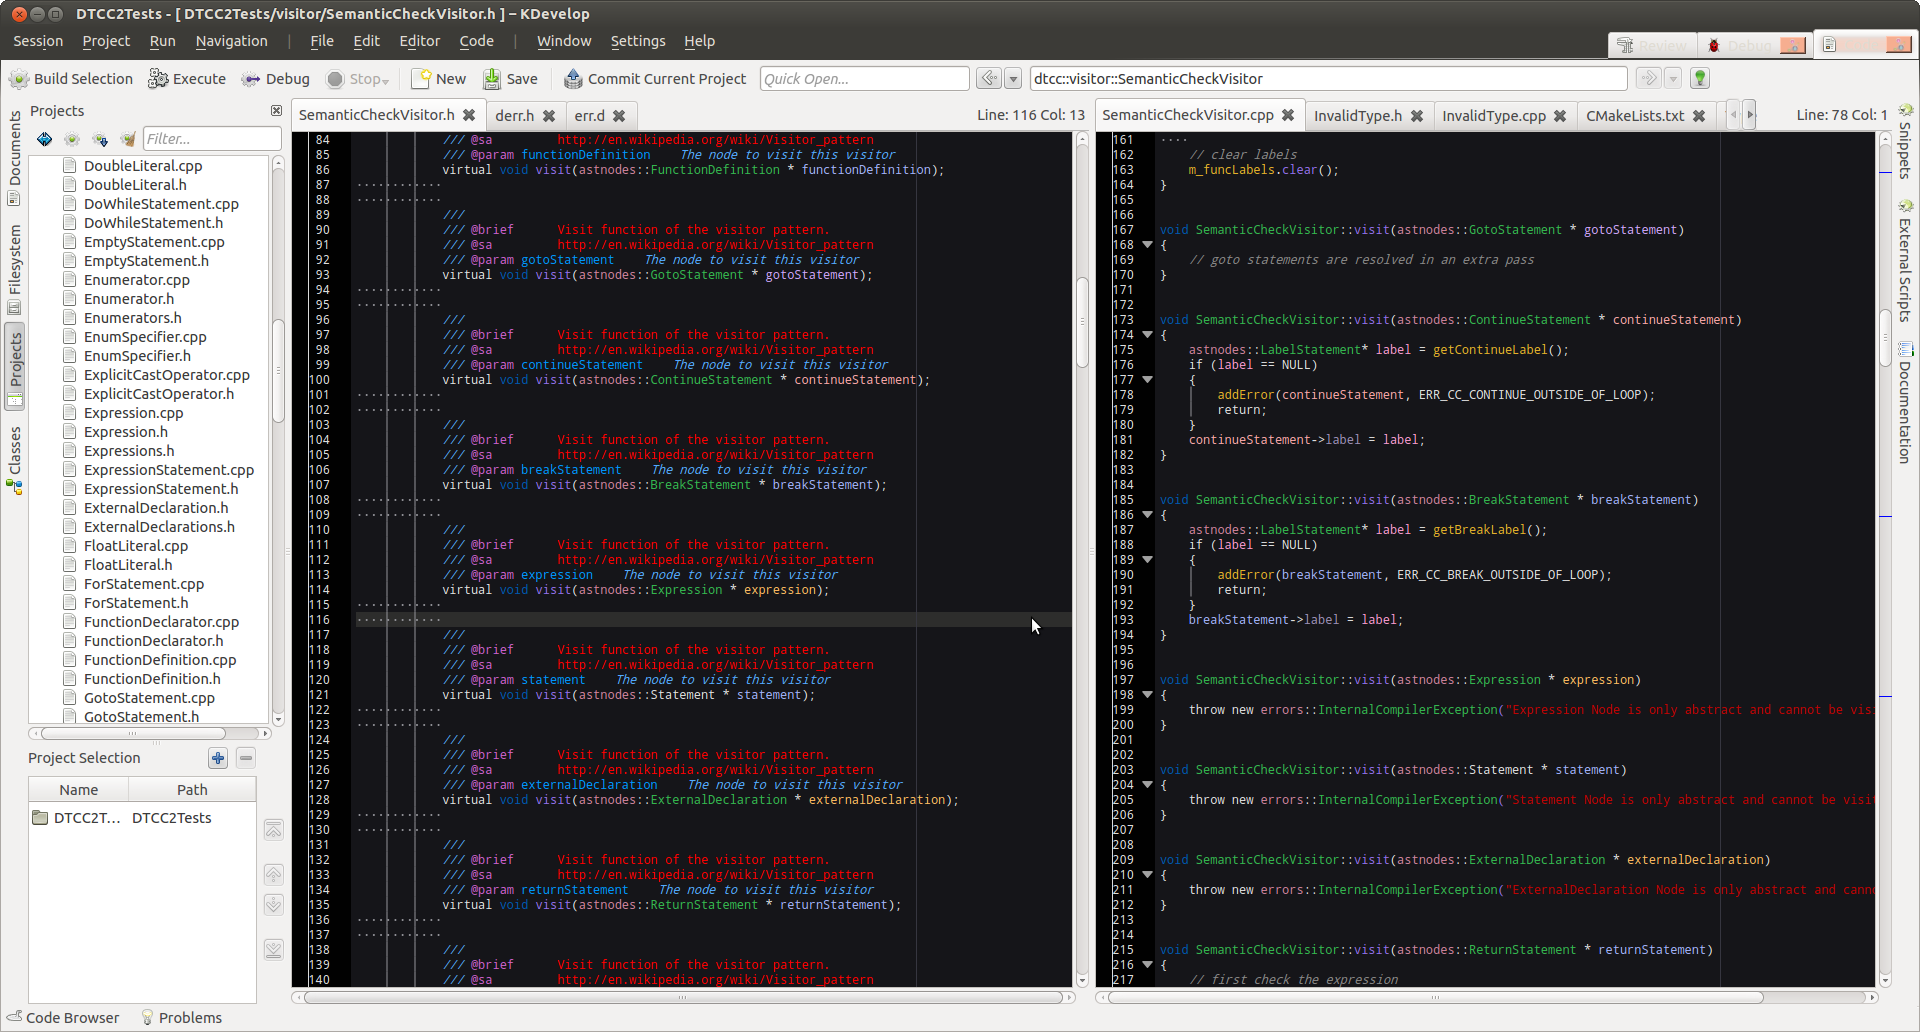 DTCC2Tests - [ DTCC2Tests/visitor/SemanticCheckVisitor.h ] – KDevelop
Session Project Run Navigation | File Edit Editor Code | Window Settings Help
Review Debug
Build Selection Execute Debug Stop New Save Commit Current Project Quick Open... dtcc::visitor::SemanticCheckVisitor
Documents
Filesystem
Projects
Classes
Projects
Filter...
DoubleLiteral.cpp
DoubleLiteral.h
DoWhileStatement.cpp
DoWhileStatement.h
EmptyStatement.cpp
EmptyStatement.h
Enumerator.cpp
Enumerator.h
Enumerators.h
EnumSpecifier.cpp
EnumSpecifier.h
ExplicitCastOperator.cpp
ExplicitCastOperator.h
Expression.cpp
Expression.h
Expressions.h
ExpressionStatement.cpp
ExpressionStatement.h
ExternalDeclaration.h
ExternalDeclarations.h
FloatLiteral.cpp
FloatLiteral.h
ForStatement.cpp
ForStatement.h
FunctionDeclarator.cpp
FunctionDeclarator.h
FunctionDefinition.cpp
FunctionDefinition.h
GotoStatement.cpp
GotoStatement.h
Project Selection
Name Path
DTCC2T... DTCC2Tests
SemanticCheckVisitor.h derr.h err.d Line: 116 Col: 13
84 /// @sa http://en.wikipedia.org/wiki/Visitor_pattern
85 /// @param functionDefinition The node to visit this visitor
86 virtual void visit(astnodes::FunctionDefinition * functionDefinition);
87
88
89 ///
90 /// @brief Visit function of the visitor pattern.
91 /// @sa http://en.wikipedia.org/wiki/Visitor_pattern
92 /// @param gotoStatement The node to visit this visitor
93 virtual void visit(astnodes::GotoStatement * gotoStatement);
94
95
96 ///
97 /// @brief Visit function of the visitor pattern.
98 /// @sa http://en.wikipedia.org/wiki/Visitor_pattern
99 /// @param continueStatement The node to visit this visitor
100 virtual void visit(astnodes::ContinueStatement * continueStatement);
101
102
103 ///
104 /// @brief Visit function of the visitor pattern.
105 /// @sa http://en.wikipedia.org/wiki/Visitor_pattern
106 /// @param breakStatement The node to visit this visitor
107 virtual void visit(astnodes::BreakStatement * breakStatement);
108
109
110 ///
111 /// @brief Visit function of the visitor pattern.
112 /// @sa http://en.wikipedia.org/wiki/Visitor_pattern
113 /// @param expression The node to visit this visitor
114 virtual void visit(astnodes::Expression * expression);
115
116
117 ///
118 /// @brief Visit function of the visitor pattern.
119 /// @sa http://en.wikipedia.org/wiki/Visitor_pattern
120 /// @param statement The node to visit this visitor
121 virtual void visit(astnodes::Statement * statement);
122
123
124 ///
125 /// @brief Visit function of the visitor pattern.
126 /// @sa http://en.wikipedia.org/wiki/Visitor_pattern
127 /// @param externalDeclaration The node to visit this visitor
128 virtual void visit(astnodes::ExternalDeclaration * externalDeclaration);
129
130
131 ///
132 /// @brief Visit function of the visitor pattern.
133 /// @sa http://en.wikipedia.org/wiki/Visitor_pattern
134 /// @param returnStatement The node to visit this visitor
135 virtual void visit(astnodes::ReturnStatement * returnStatement);
136
137
138 ///
139 /// @brief Visit function of the visitor pattern.
140 /// @sa http://en.wikipedia.org/wiki/Visitor_pattern
SemanticCheckVisitor.cpp InvalidType.h InvalidType.cpp CMakeLists.txt Line: 78 Col: 1
161
162 // clear labels
163 m_funcLabels.clear();
164 }
165
166
167 void SemanticCheckVisitor::visit(astnodes::GotoStatement * gotoStatement)
168 {
169 // goto statements are resolved in an extra pass
170 }
171
172
173 void SemanticCheckVisitor::visit(astnodes::ContinueStatement * continueStatement)
174 {
175 astnodes::LabelStatement* label = getContinueLabel();
176 if (label == NULL)
177 {
178 addError(continueStatement, ERR_CC_CONTINUE_OUTSIDE_OF_LOOP);
179 return;
180 }
181 continueStatement->label = label;
182 }
183
184
185 void SemanticCheckVisitor::visit(astnodes::BreakStatement * breakStatement)
186 {
187 astnodes::LabelStatement* label = getBreakLabel();
188 if (label == NULL)
189 {
190 addError(breakStatement, ERR_CC_BREAK_OUTSIDE_OF_LOOP);
191 return;
192 }
193 breakStatement->label = label;
194 }
195
196
197 void SemanticCheckVisitor::visit(astnodes::Expression * expression)
198 {
199 throw new errors::InternalCompilerException("Expression Node is only abstract and cannot be vis
200 }
201
202
203 void SemanticCheckVisitor::visit(astnodes::Statement * statement)
204 {
205 throw new errors::InternalCompilerException("Statement Node is only abstract and cannot be visi
206 }
207
208
209 void SemanticCheckVisitor::visit(astnodes::ExternalDeclaration * externalDeclaration)
210 {
211 throw new errors::InternalCompilerException("ExternalDeclaration Node is only abstract and cann
212 }
213
214
215 void SemanticCheckVisitor::visit(astnodes::ReturnStatement * returnStatement)
216 {
217 // first check the expression
Snippets
External Scripts
Documentation
Code Browser Problems